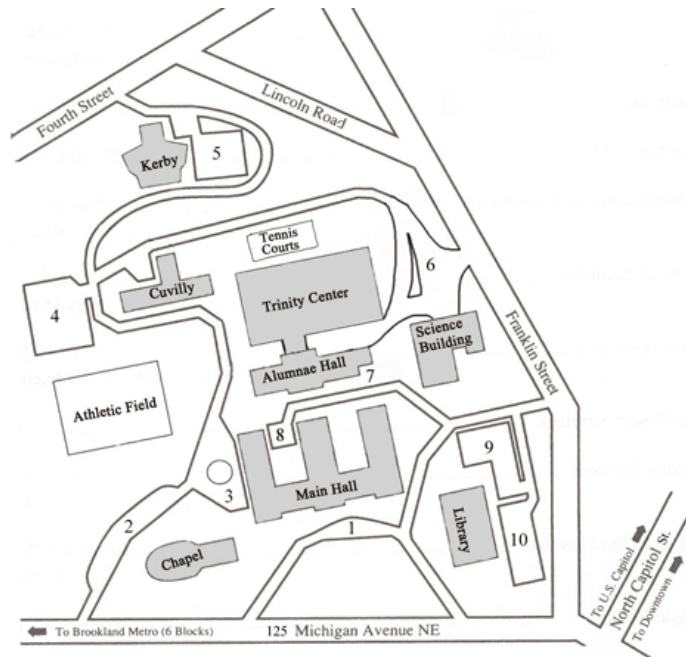 Fourth Street
Lincoln Road
Kerby
5
Tennis
Courts
6
Cuvilly
Trinity Center
4
Franklin Street
Science
Building
Alumnae Hall
7
Athletic Field
8
9
Main Hall
3
2
1
Library
10
Chapel
To U.S. Capitol
North Capitol St.
To Downtown
To Brookland Metro (6 Blocks)
125 Michigan Avenue NE